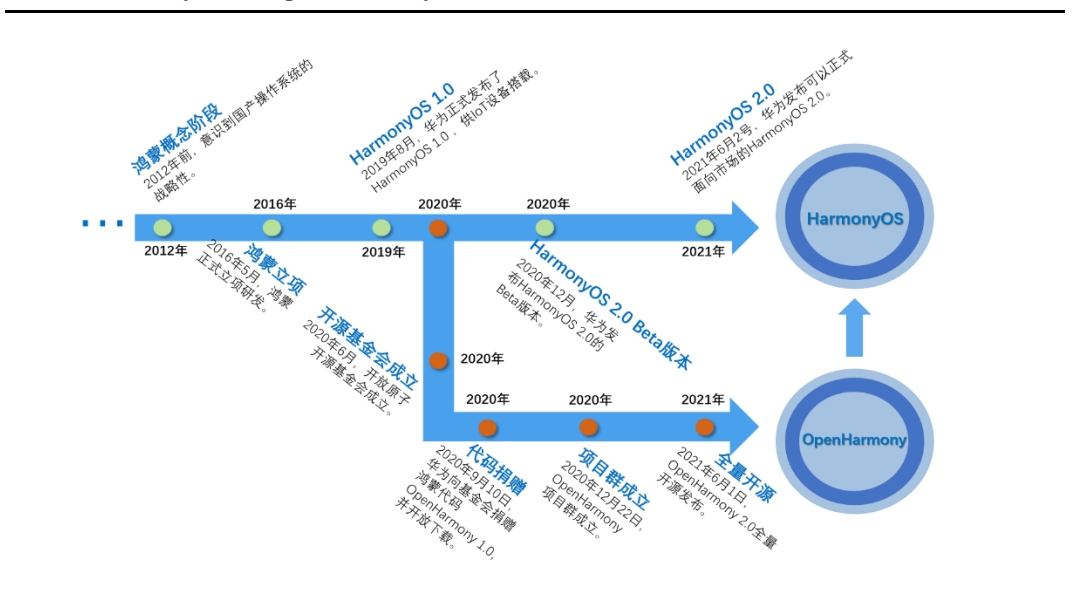 鸿蒙概念阶段
2012年前，意识到国产操作系统的
战略性。
HarmonyOS 1.0
2019年8月，华为正式发布了
HarmonyOS 1.0 ，供IoT设备搭载。
HarmonyOS 2.0
2021年6月2号，华为发布可以正式
面向市场的HarmonyOS 2.0。
2016年
2020年
2020年
2012年
2019年
2021年
HarmonyOS
鸿蒙立项
2016年5月，鸿蒙
正式立项研发。
HarmonyOS 2.0 Beta版本
2020年12月，华为发
布HarmonyOS 2.0的
Beta版本。
开源基金会成立
2020年6月，开放原子
开源基金会成立。
2020年
2020年
2020年
2021年
OpenHarmony
代码捐赠
2020年9月10日，
华为向基金会捐赠
鸿蒙代码
OpenHarmony 1.0,
并开放下载。
项目群成立
2020年12月22日，
OpenHarmony
项目群成立。
全量开源
2021年6月1日，
OpenHarmony 2.0全量
开源发布。